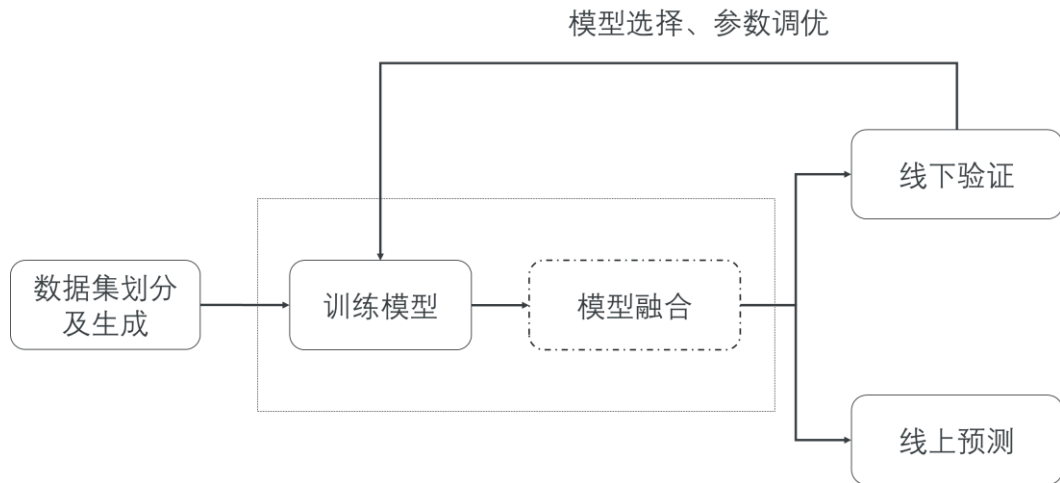 模型选择、参数调优
线下验证
数据集划分
及生成
训练模型
模型融合
线上预测